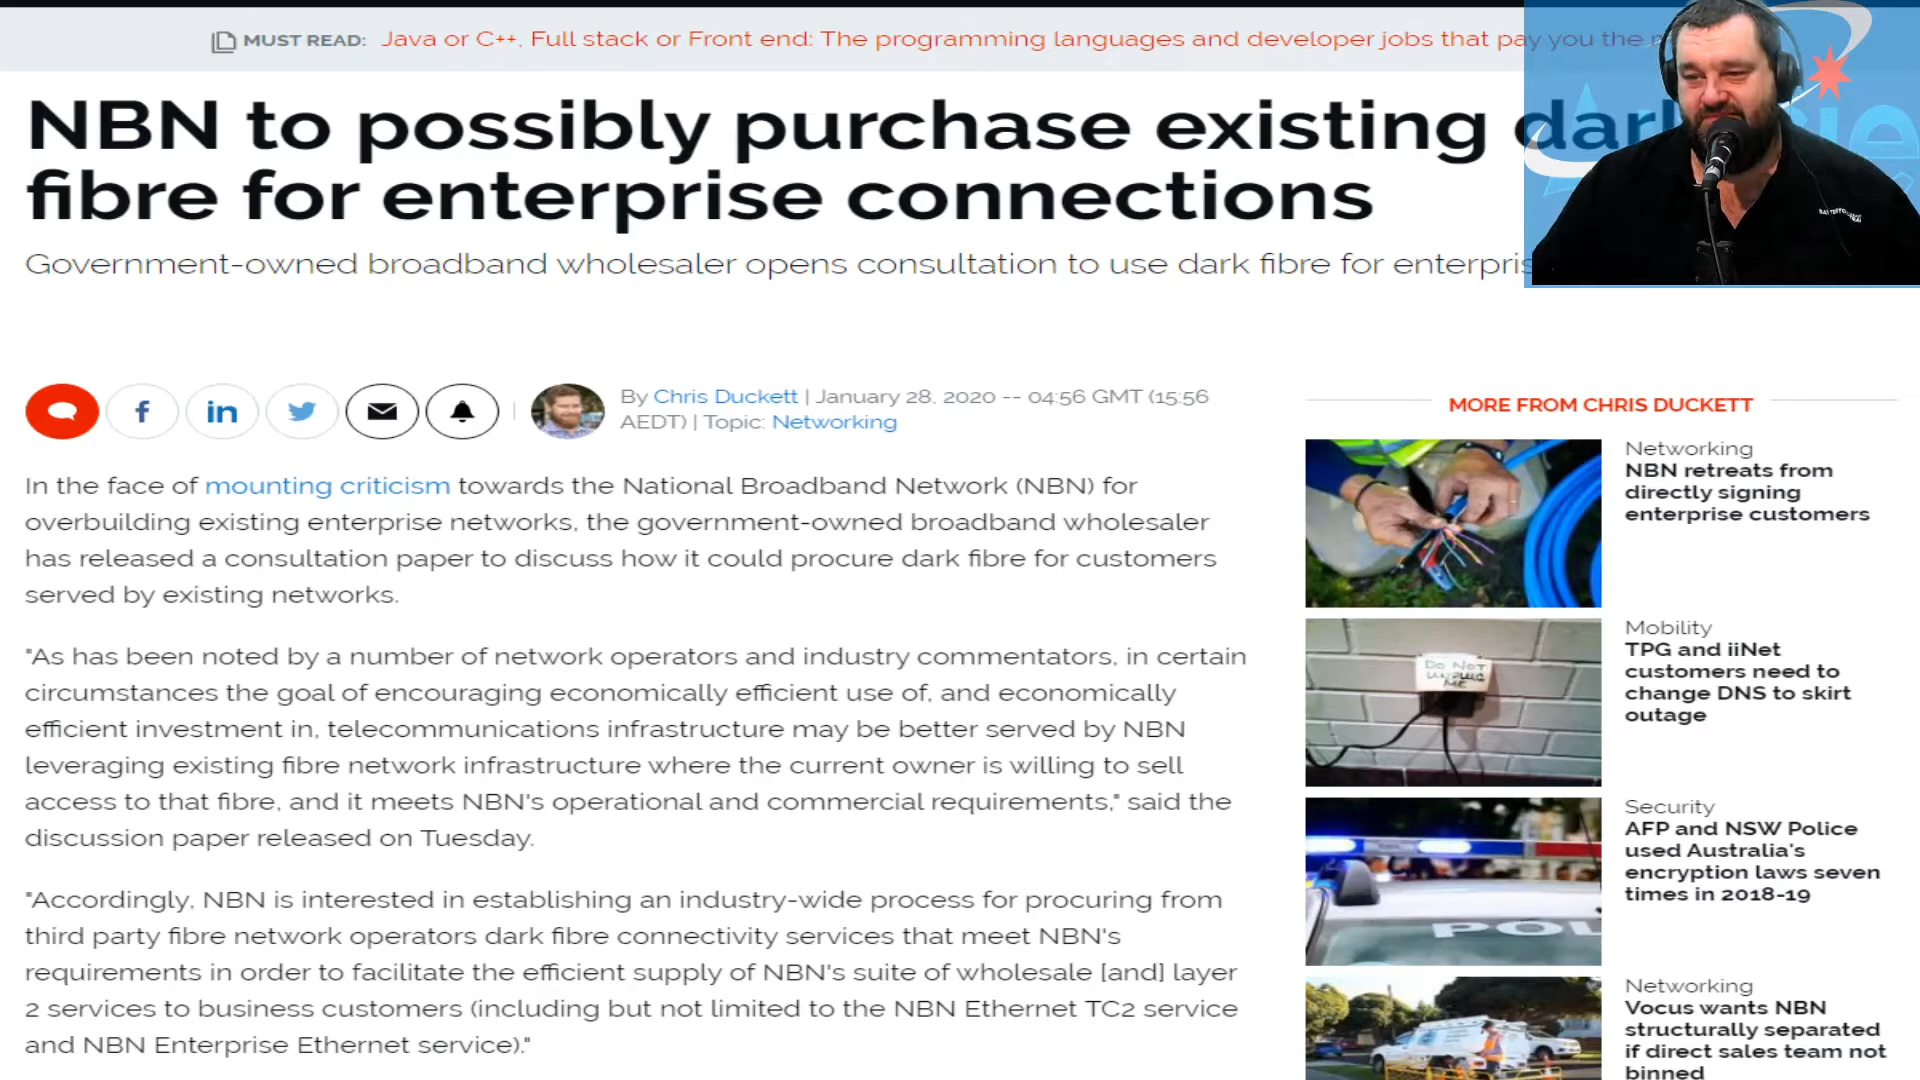 MUST READ: Java or C++, Full stack or Front end: The programming languages and developer jobs that pay you the
NBN to possibly purchase existing dark
fibre for enterprise connections
Government-owned broadband wholesaler opens consultation to use dark fibre for
By Chris Duckett | January 28, 2020 -- 04:56 GMT (15:56
AEDT) | Topic: Networking
In the face of mounting criticism towards the National Broadband Network (NBN) for
overbuilding existing enterprise networks, the government-owned broadband wholesaler
has released a consultation paper to discuss how it could procure dark fibre for customers
served by existing networks.
"As has been noted by a number of network operators and industry commentators, in certain
circumstances the goal of encouraging economically efficient use of, and economically
efficient investment in, telecommunications infrastructure may be better served by NBN
leveraging existing fibre network infrastructure where the current owner is willing to sell
access to that fibre, and it meets NBN's operational and commercial requirements," said the
discussion paper released on Tuesday.
"Accordingly, NBN is interested in establishing an industry-wide process for procuring from
third party fibre network operators dark fibre connectivity services that meet NBN's
requirements in order to facilitate the efficient supply of NBN's suite of wholesale [and] layer
2 services to business customers (including but not limited to the NBN Ethernet TC2 service
and NBN Enterprise Ethernet service)."
MORE FROM CHRIS DUCKETT
Networking
NBN retreats from
directly signing
enterprise customers
DO NOT
UNPLUG
ME
Mobility
TPG and iiNet
customers need to
change DNS to skirt
outage
Security
AFP and NSW Police
used Australia's
encryption laws seven
times in 2018-19
POL
Networking
Vocus wants NBN
structurally separated
if direct sales team not
binned